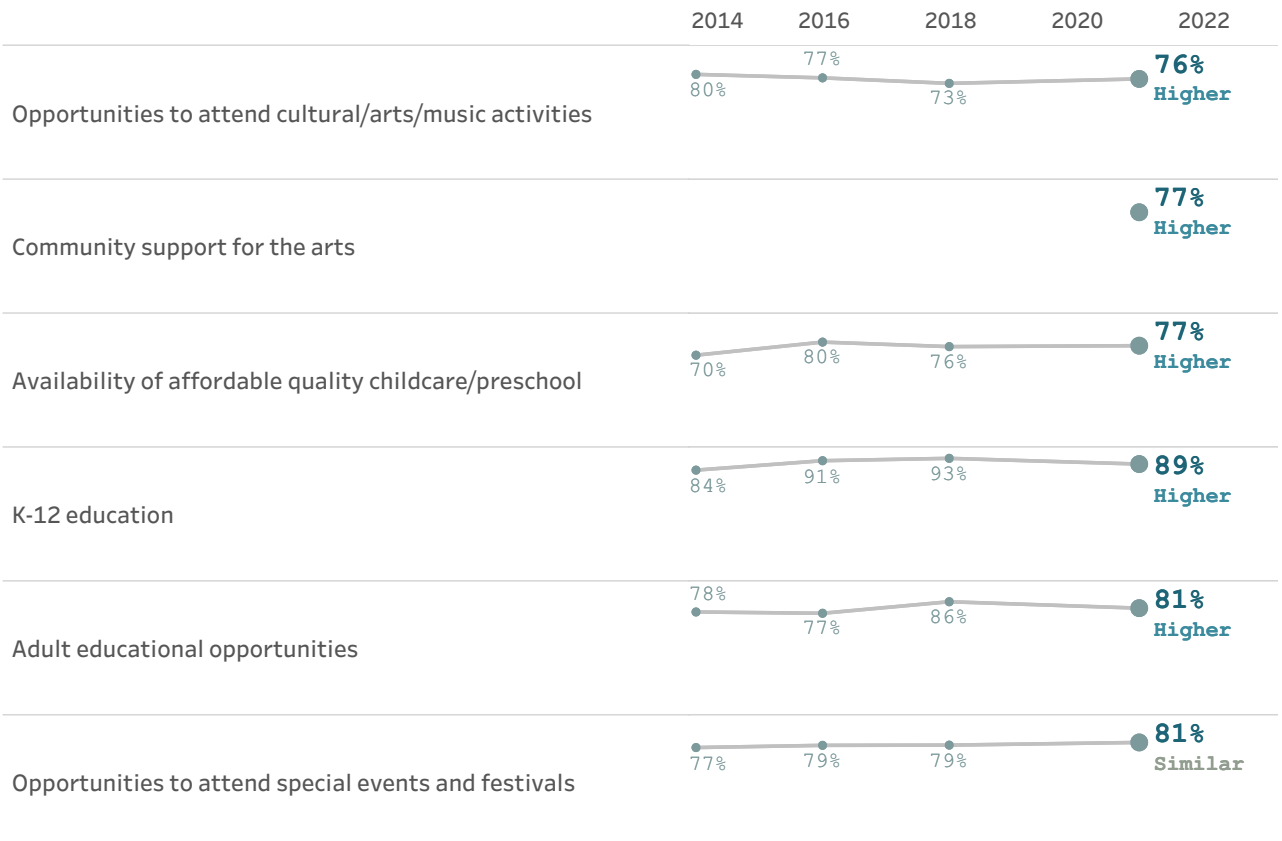 2014 2016 2018 2020 2022
77% 76%
80% 73% Higher
Opportunities to attend cultural/arts/music activities
77%
Higher
Community support for the arts
77%
70% 80% 76% Higher
Availability of affordable quality childcare/preschool
89%
84% 91% 93% Higher
K-12 education
78% 81%
77% 86% Higher
Adult educational opportunities
81%
77% 79% 79% Similar
Opportunities to attend special events and festivals